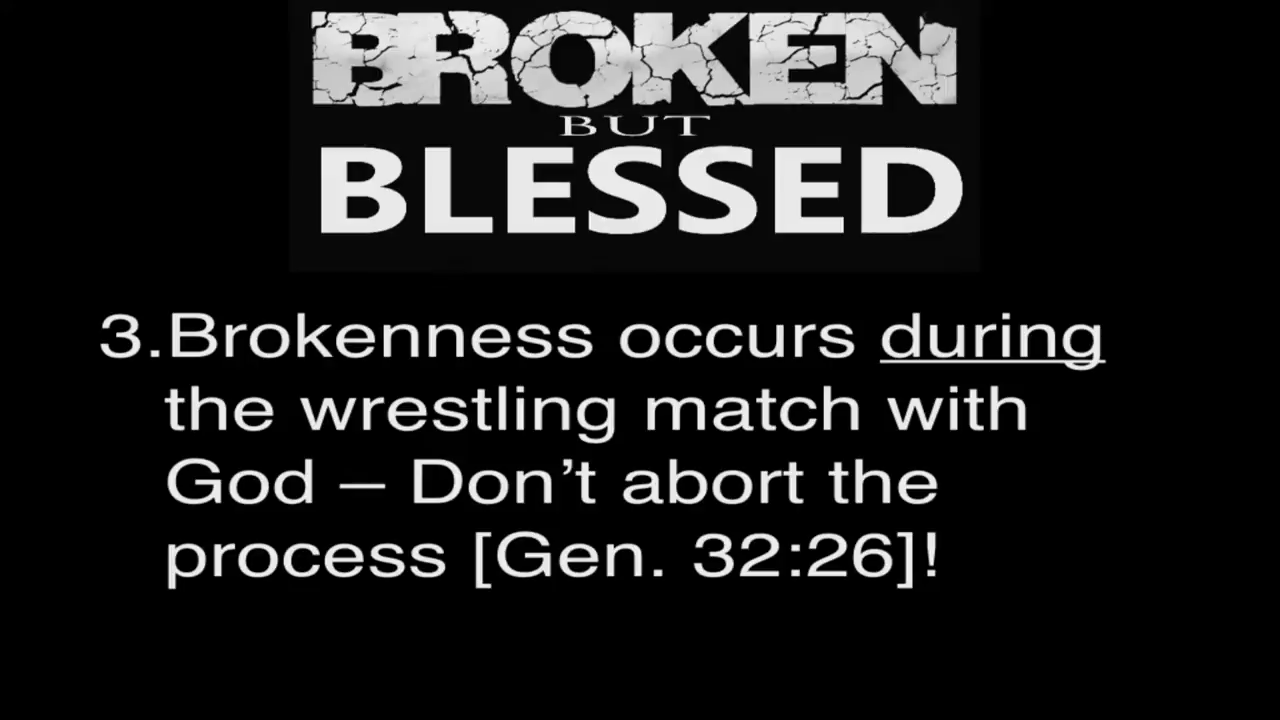 BROKEN
BUT
BLESSED
3.Brokenness occurs during
the wrestling match with
God – Don’t abort the
process [Gen. 32:26]!